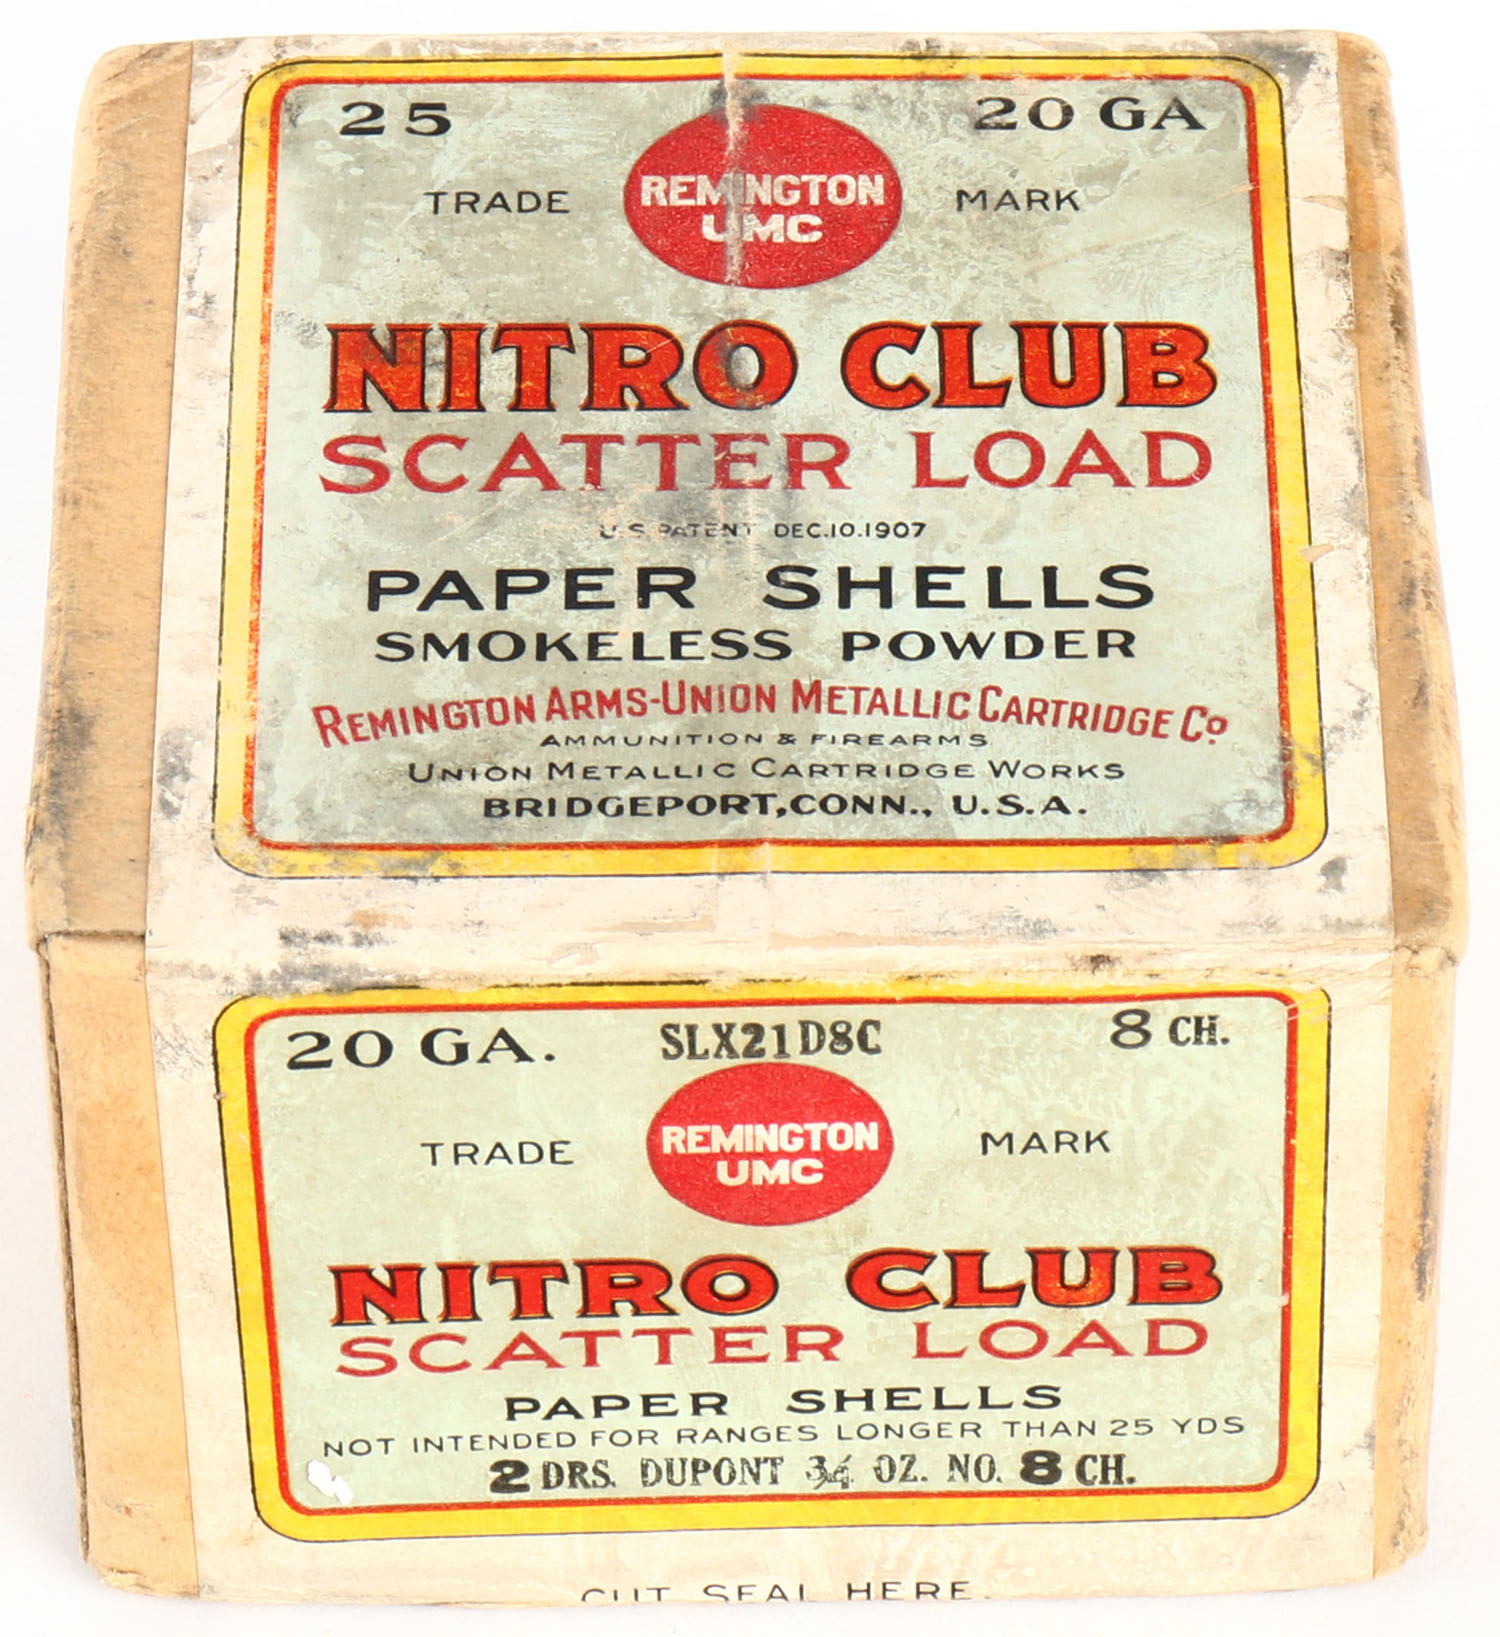 25 20 GA
TRADE REMINGTON UMC MARK
NITRO CLUB
SCATTER LOAD
U.S. PATENT DEC.10.1907
PAPER SHELLS
SMOKELESS POWDER
REMINGTON ARMS-UNION METALLIC CARTRIDGE Co
AMMUNITION & FIREARMS
UNION METALLIC CARTRIDGE WORKS
BRIDGEPORT, CONN., U.S.A.
20 GA. SLX21D8C 8 CH.
TRADE REMINGTON UMC MARK
NITRO CLUB
SCATTER LOAD
PAPER SHELLS
NOT INTENDED FOR RANGES LONGER THAN 25 YDS
2 DRS. DUPONT 3/4 OZ. NO. 8 CH.
CUT SEAL HERE.